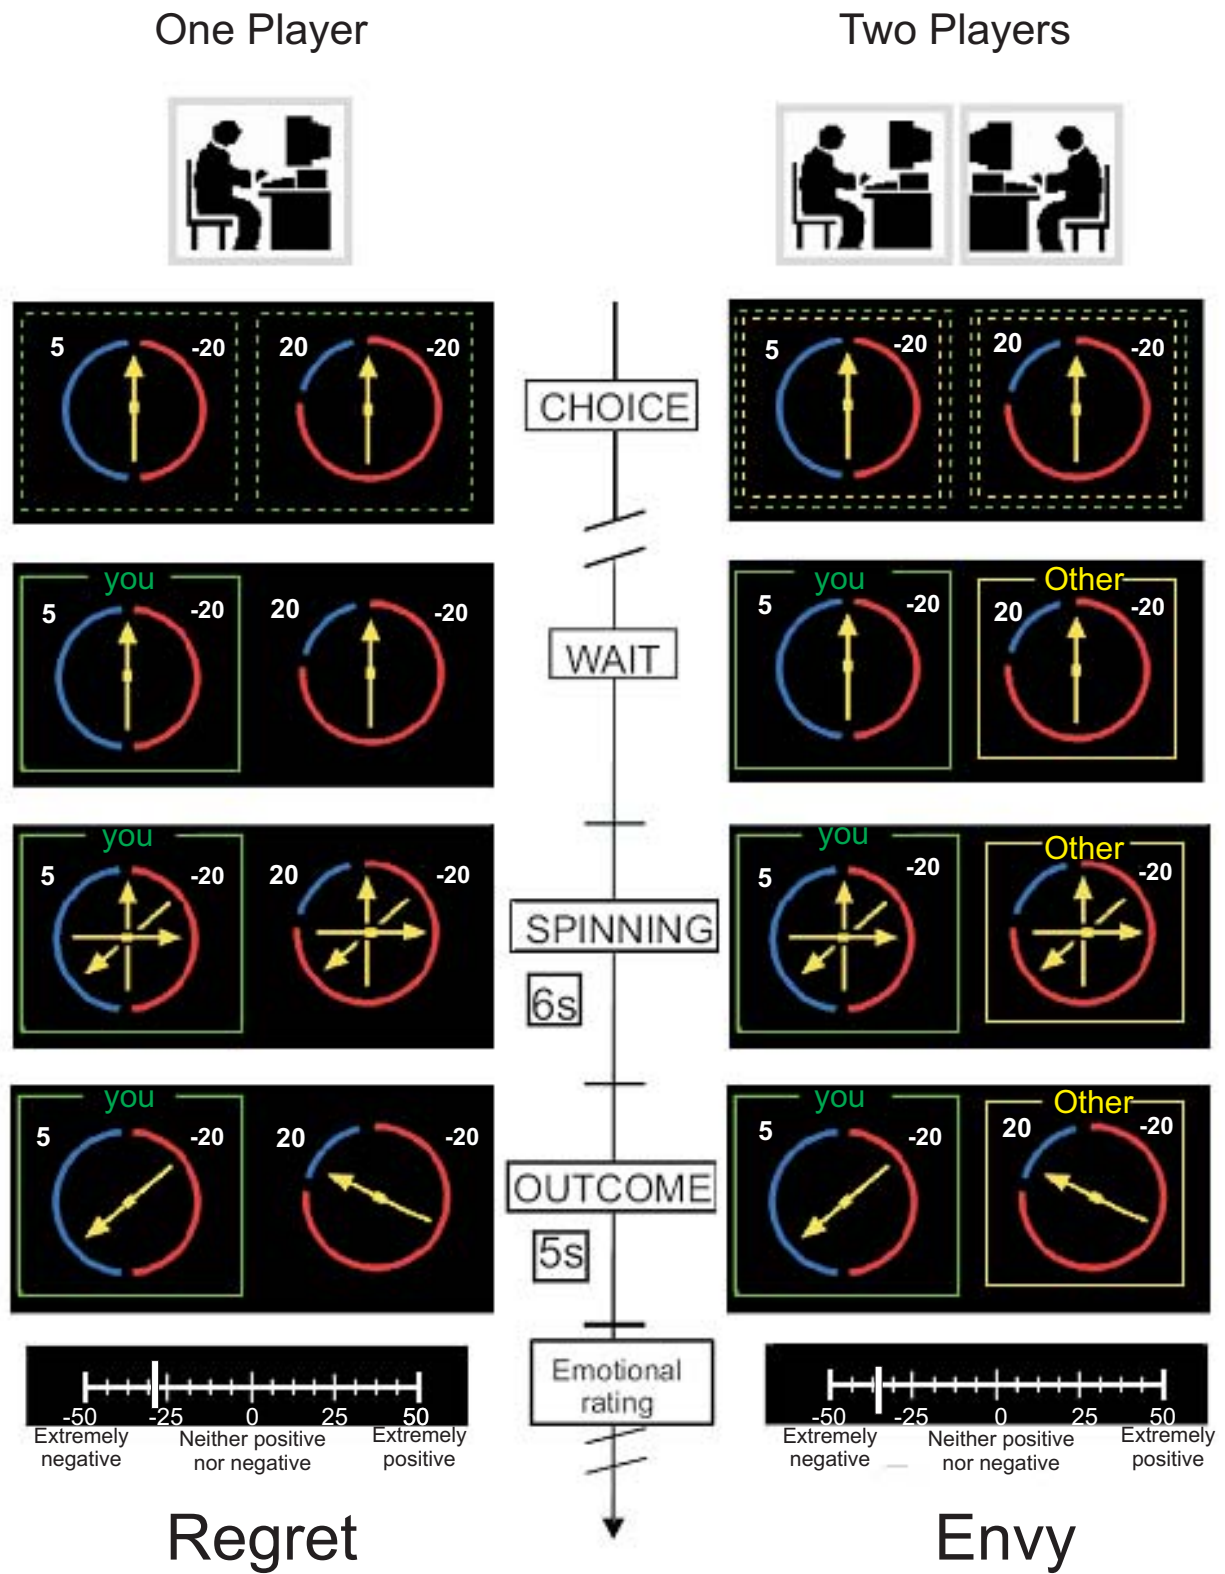 One Player
Two Players
5 -20 20 -20
CHOICE
5 -20 20 -20
you
5 -20 20 -20
WAIT
you Other
5 -20 20 -20
you
5 -20 20 -20
SPINNING
6s
you Other
5 -20 20 -20
you
5 -20 20 -20
OUTCOME
5s
you Other
5 -20 20 -20
-50 -25 0 25 50
Extremely negative
Neither positive nor negative
Extremely positive
Emotional
rating
-50 -25 0 25 50
Extremely negative
Neither positive nor negative
Extremely positive
Regret
Envy